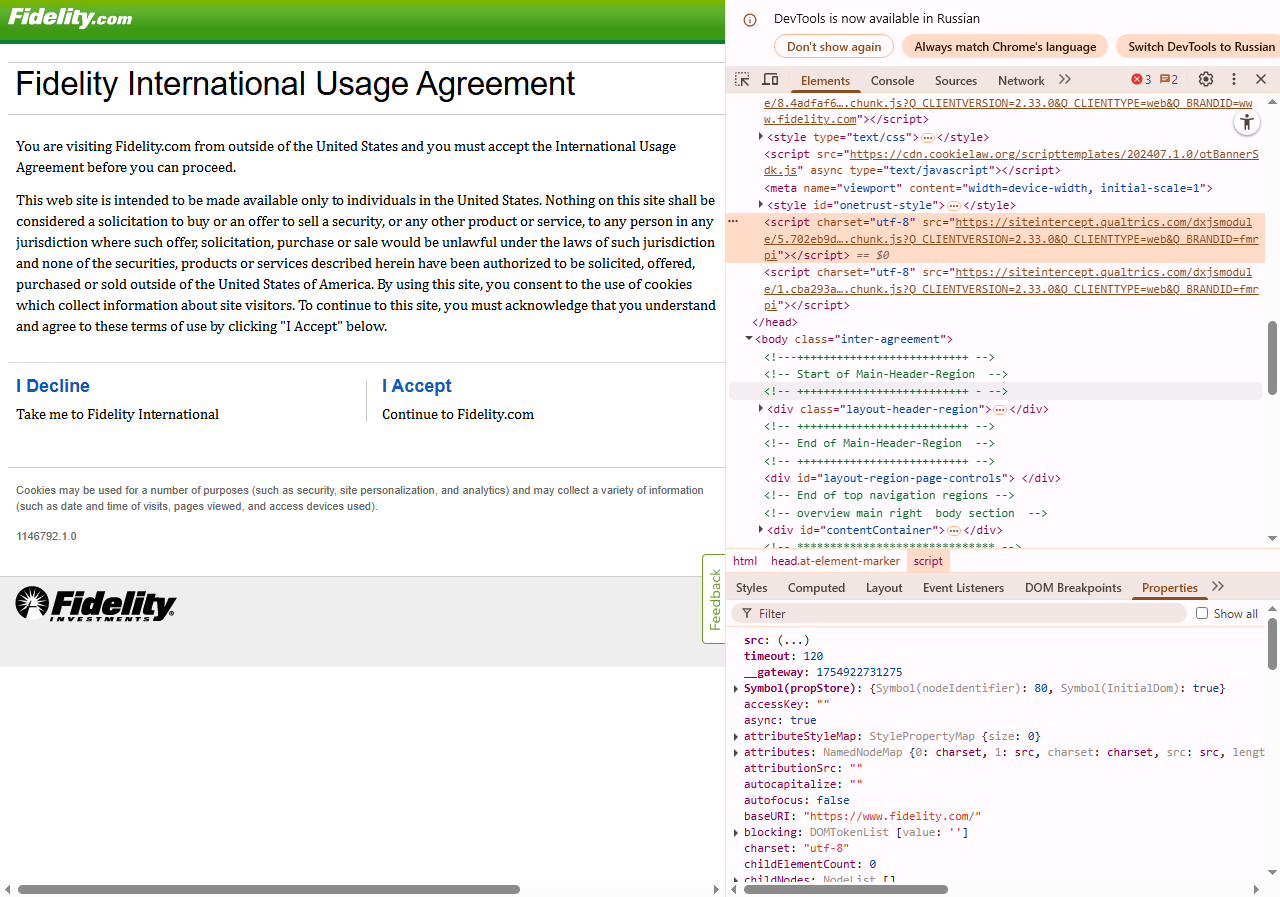 Fidelity.com
Fidelity International Usage Agreement
You are visiting Fidelity.com from outside of the United States and you must accept the International Usage
Agreement before you can proceed.
This web site is intended to be made available only to individuals in the United States. Nothing on this site shall be
considered a solicitation to buy or an offer to sell a security, or any other product or service, to any person in any
jurisdiction where such offer, solicitation, purchase or sale would be unlawful under the laws of such jurisdiction
and none of the securities, products or services described herein have been authorized to be solicited, offered,
purchased or sold outside of the United States of America. By using this site, you consent to the use of cookies
which collect information about site visitors. To continue to this site, you must acknowledge that you understand
and agree to these terms of use by clicking "I Accept" below.
I Decline
Take me to Fidelity International
I Accept
Continue to Fidelity.com
Cookies may be used for a number of purposes (such as security, site personalization, and analytics) and may collect a variety of information
(such as date and time of visits, pages viewed, and access devices used).
1146792.1.0
Feedback
Fidelity
INVESTMENTS
DevTools is now available in Russian
Don't show again
Always match Chrome's language
Switch DevTools to Russian
Elements Console Sources Network 3 2
e/8.4adfaf6….chunk.js?Q_CLIENTVERSION=2.33.0&Q_CLIENTTYPE=web&Q_BRANDID=ww
w.fidelity.com"></script>
<style type="text/css">…</style>
<script src="https://cdn.cookielaw.org/scripttemplates/202407.1.0/otBannerS
dk.js" async type="text/javascript"></script>
<meta name="viewport" content="width=device-width, initial-scale=1">
<style id="onetrust-style">…</style>
<script charset="utf-8" src="https://siteintercept.qualtrics.com/dxjsmodul
e/5.702eb9d….chunk.js?Q_CLIENTVERSION=2.33.0&Q_CLIENTTYPE=web&Q_BRANDID=fmr
pi"></script> == $0
<script charset="utf-8" src="https://siteintercept.qualtrics.com/dxjsmodul
e/1.cba293a….chunk.js?Q_CLIENTVERSION=2.33.0&Q_CLIENTTYPE=web&Q_BRANDID=fmr
pi"></script>
</head>
<body class="inter-agreement">
<!---++++++++++++++++++++++++++ -->
<!-- Start of Main-Header-Region -->
<!-- ++++++++++++++++++++++++++ - -->
<div class="layout-header-region">…</div>
<!-- ++++++++++++++++++++++++++ -->
<!-- End of Main-Header-Region -->
<!-- ++++++++++++++++++++++++++ -->
<div id="layout-region-page-controls"> </div>
<!-- End of top navigation regions -->
<!-- overview main right  body section  -->
<div id="contentContainer">…</div>
<!-- ****************************** -->
html head.at-element-marker script
Styles Computed Layout Event Listeners DOM Breakpoints Properties
Filter Show all
src: (...)
timeout: 120
__gateway: 1754922731275
Symbol(propStore): {Symbol(nodeIdentifier): 80, Symbol(InitialDom): true}
accessKey: ""
async: true
attributeStyleMap: StylePropertyMap {size: 0}
attributes: NamedNodeMap {0: charset, 1: src, charset: charset, src: src, lengt
attributionSrc: ""
autocapitalize: ""
autofocus: false
baseURI: "https://www.fidelity.com/"
blocking: DOMTokenList [value: '']
charset: "utf-8"
childElementCount: 0
childNodes: NodeList []